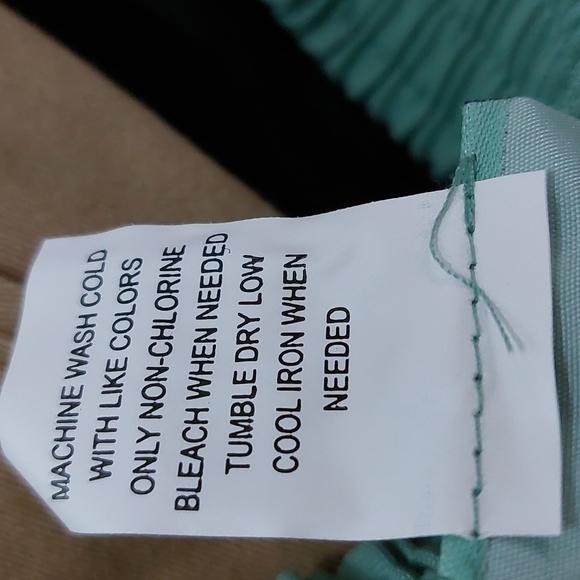 MACHINE WASH COLD
WITH LIKE COLORS
ONLY NON-CHLORINE
BLEACH WHEN NEEDED
TUMBLE DRY LOW
COOL IRON WHEN
NEEDED